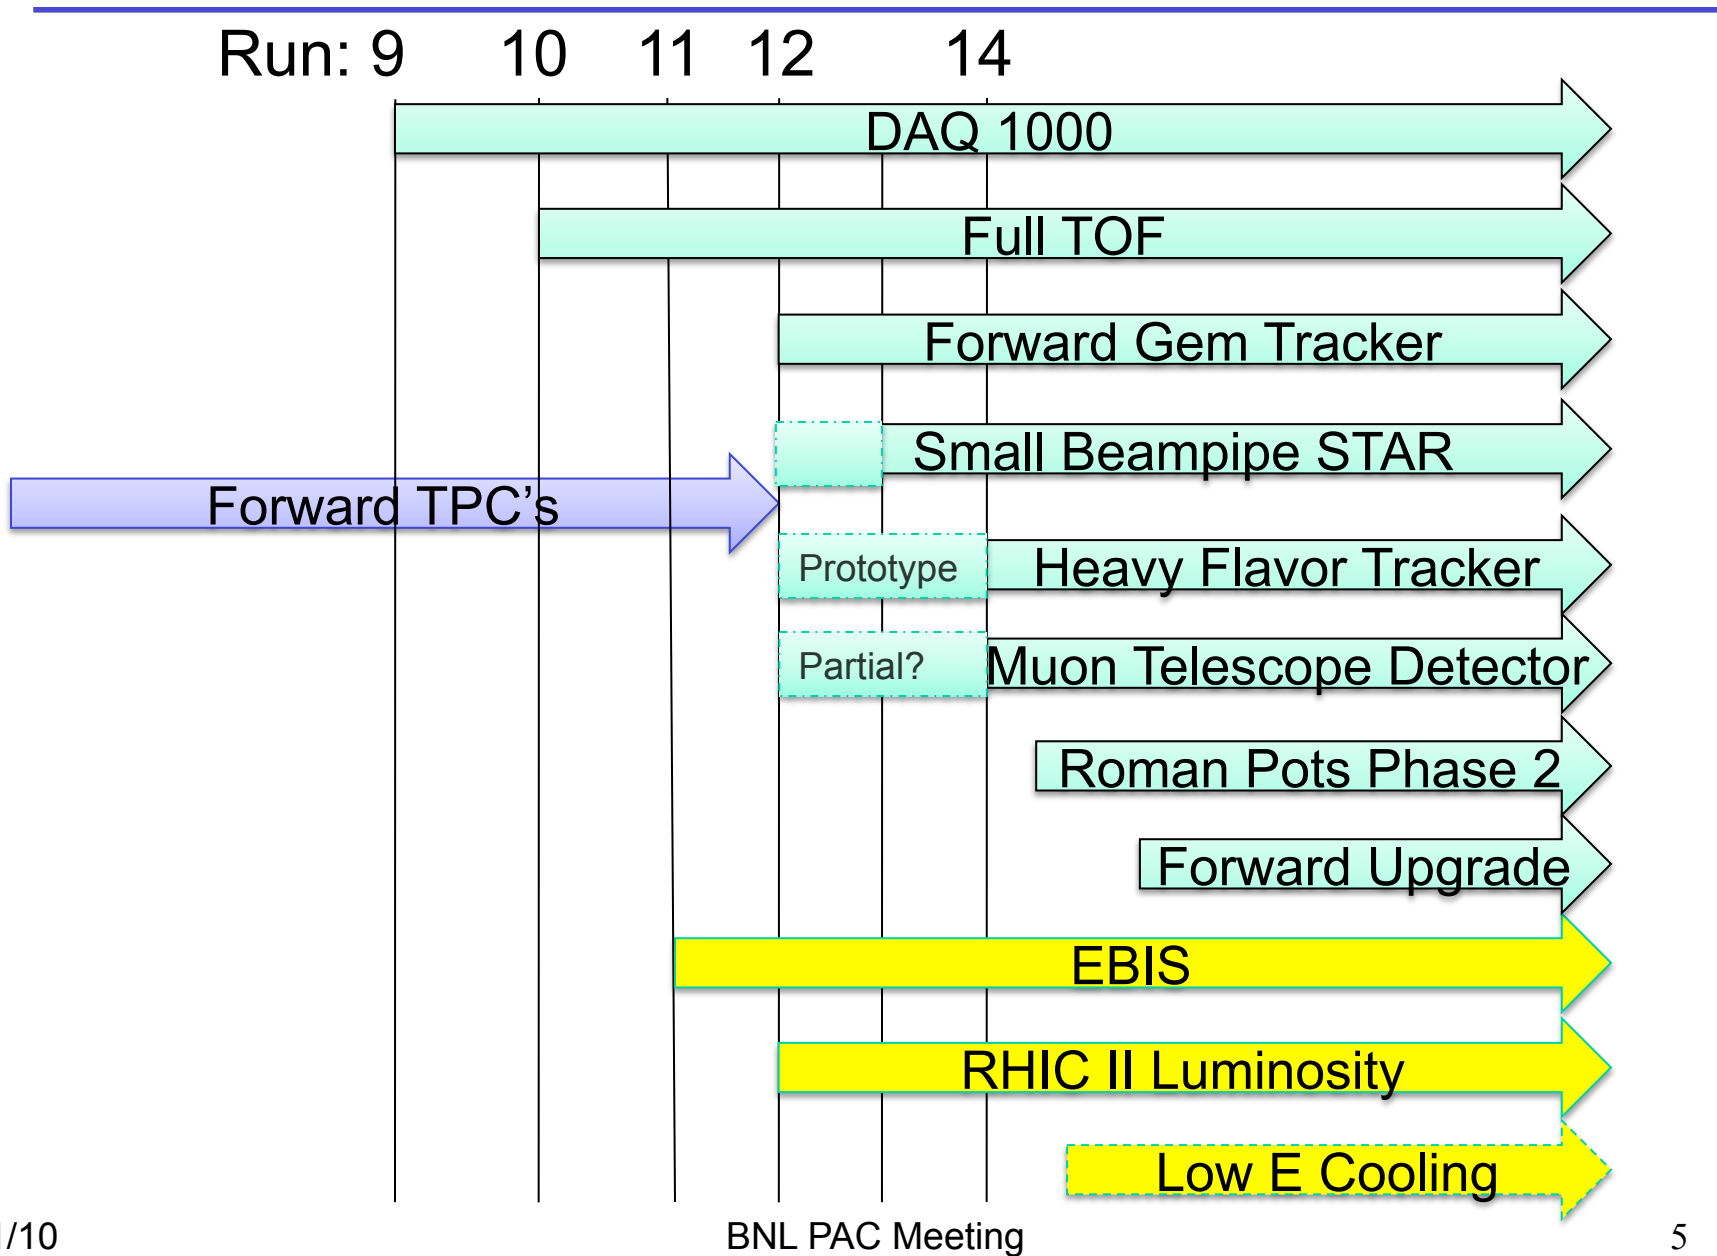 Run: 9 10 11 12 14
DAQ 1000
Full TOF
Forward Gem Tracker
Small Beampipe STAR
Forward TPC’s
Prototype Heavy Flavor Tracker
Partial? Muon Telescope Detector
Roman Pots Phase 2
Forward Upgrade
EBIS
RHIC II Luminosity
Low E Cooling
/10 BNL PAC Meeting 5